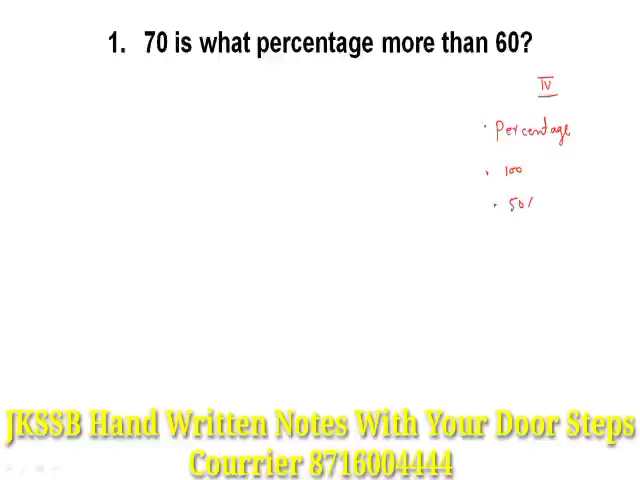 1. 70 is what percentage more than 60?
IV
• Percentage
• 100
• 50%
JKSSB Hand Written Notes With Your Door Steps
Courrier 8716004444